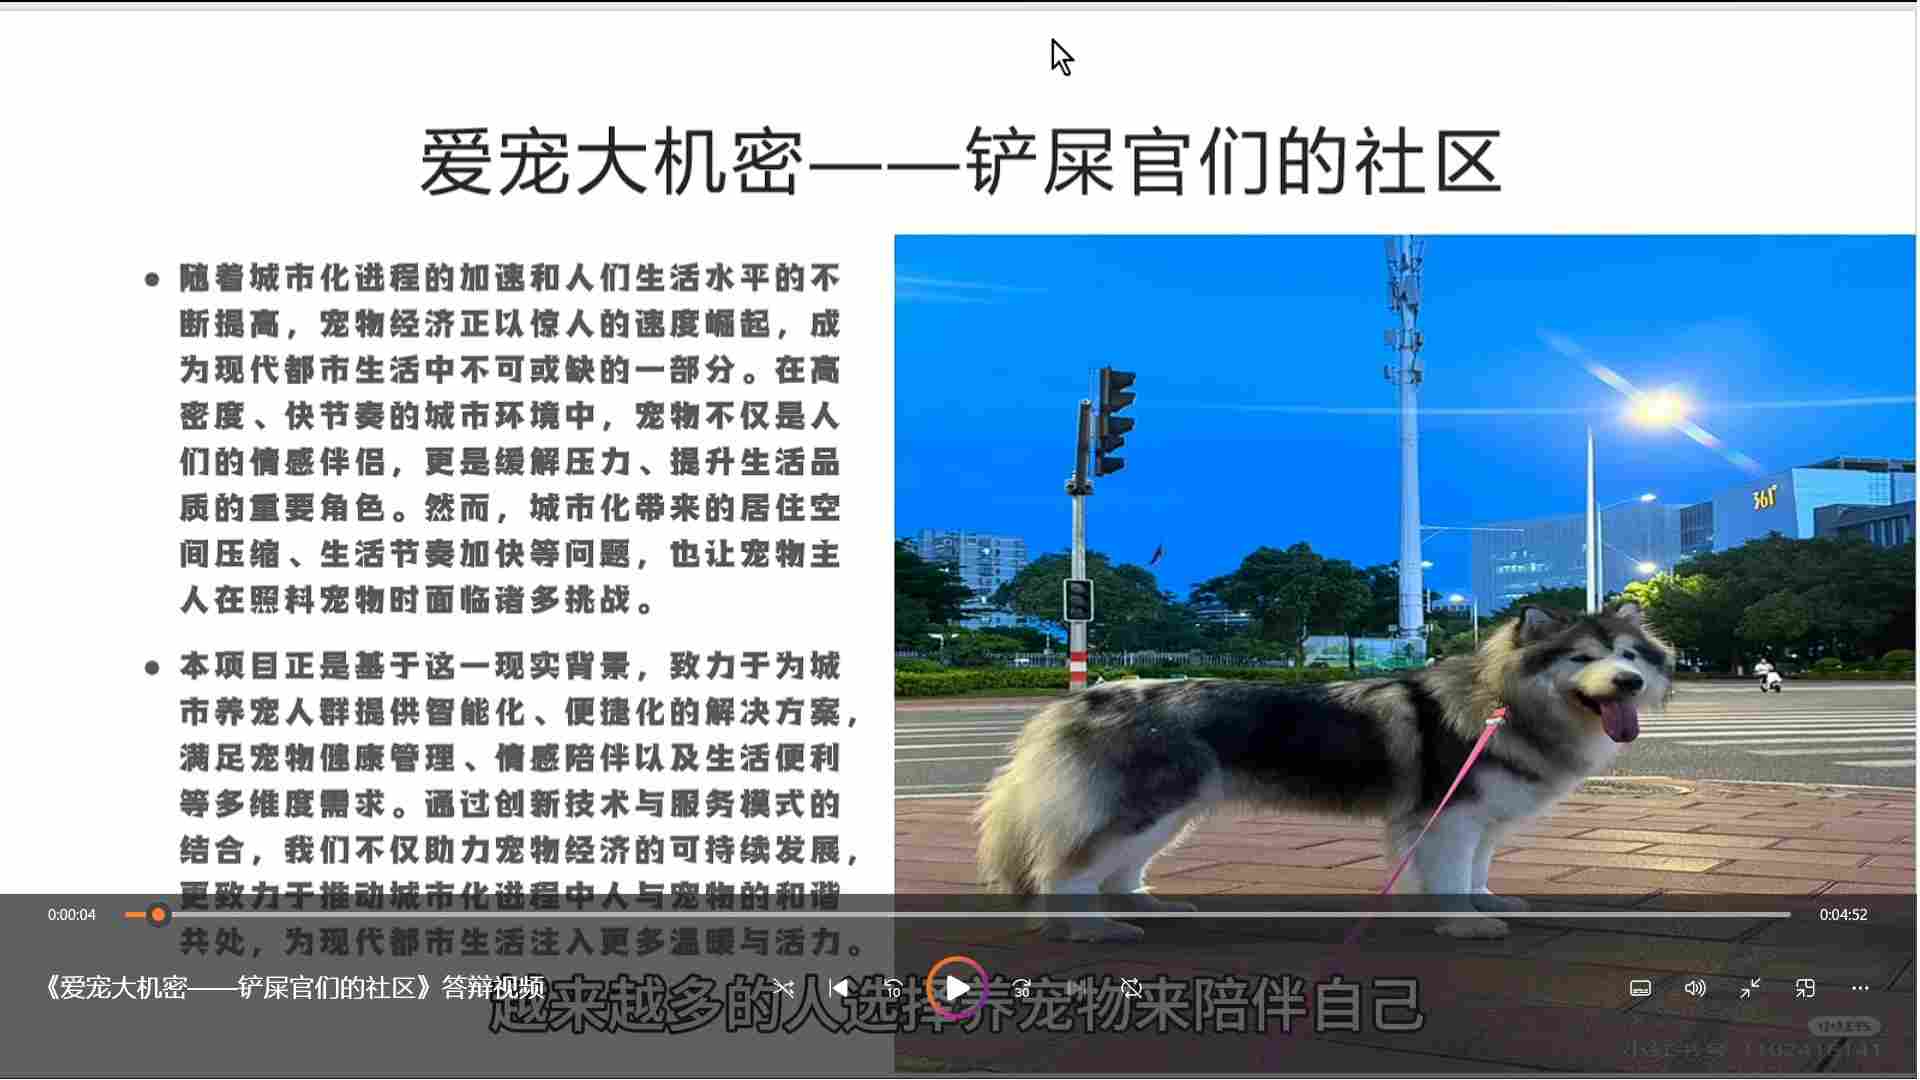 爱宠大机密——铲屎官们的社区
随着城市化进程的加速和人们生活水平的不
断提高，宠物经济正以惊人的速度崛起，成
为现代都市生活中不可或缺的一部分。在高
密度、快节奏的城市环境中，宠物不仅是人
们的情感伴侣，更是缓解压力、提升生活品
质的重要角色。然而，城市化带来的居住空
间压缩、生活节奏加快等问题，也让宠物主
人在照料宠物时面临诸多挑战。
本项目正是基于这一现实背景，致力于为城
市养宠人群提供智能化、便捷化的解决方案，
满足宠物健康管理、情感陪伴以及生活便利
等多维度需求。通过创新技术与服务模式的
结合，我们不仅助力宠物经济的可持续发展，
更致力于推动城市化进程中人与宠物的和谐
共处，为现代都市生活注入更多温暖与活力。
361°
0:00:04
0:04:52
《爱宠大机密——铲屎官们的社区》答辩视频
10
30
越来越多的人选择养宠物来陪伴自己